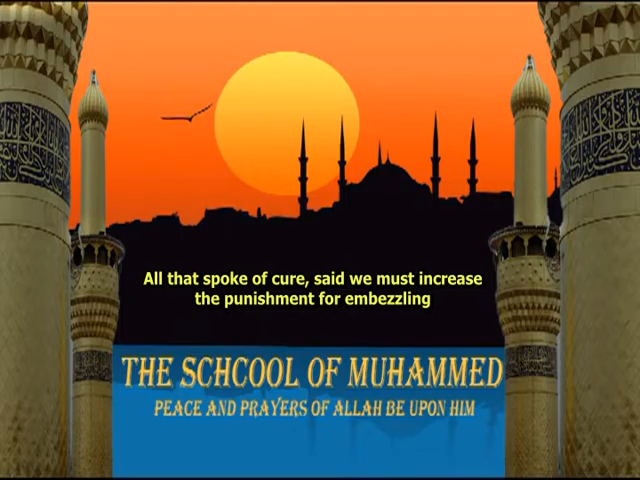 All that spoke of cure, said we must increase
the punishment for embezzling
THE SCHCOOL OF MUHAMMED
PEACE AND PRAYERS OF ALLAH BE UPON HIM